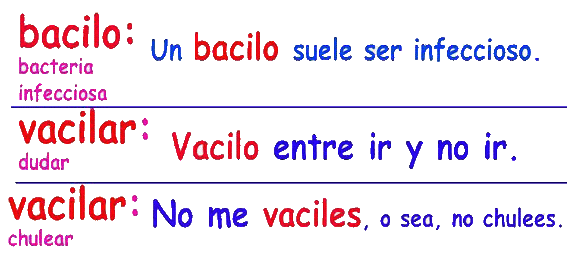 bacilo: Un bacilo suele ser infeccioso.
bacteria
infecciosa
vacilar: Vacilo entre ir y no ir.
dudar
vacilar: No me vaciles, o sea, no chulees.
chulear